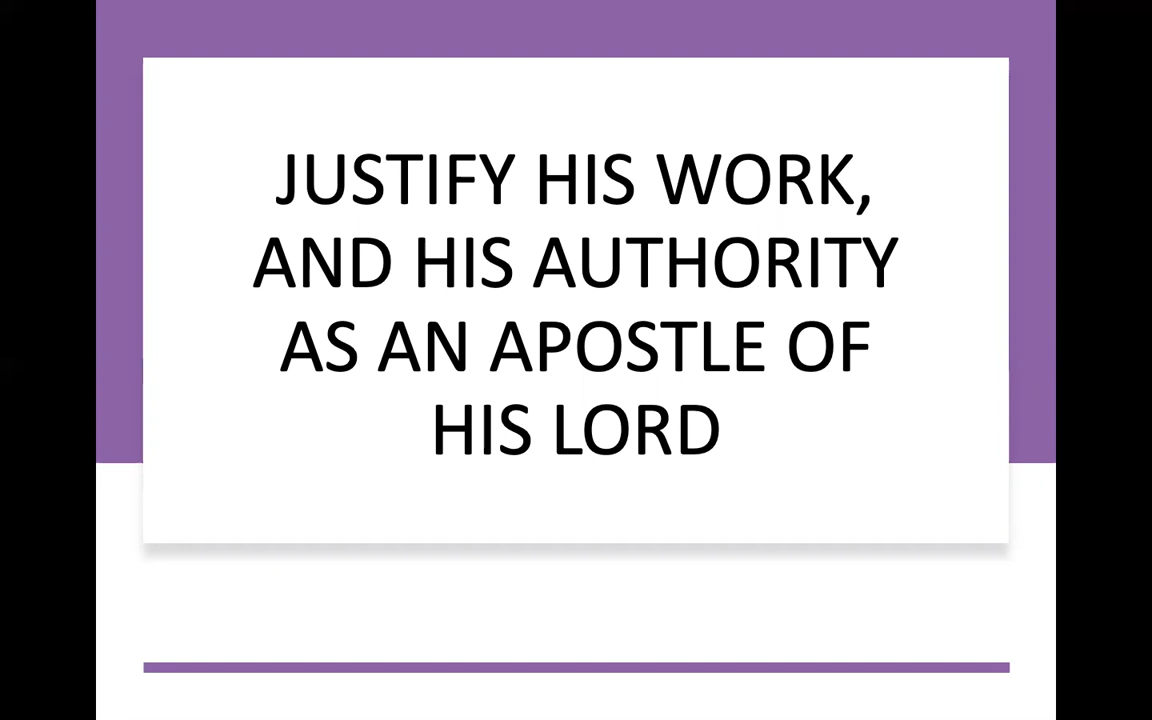 JUSTIFY HIS WORK,
AND HIS AUTHORITY
AS AN APOSTLE OF
HIS LORD